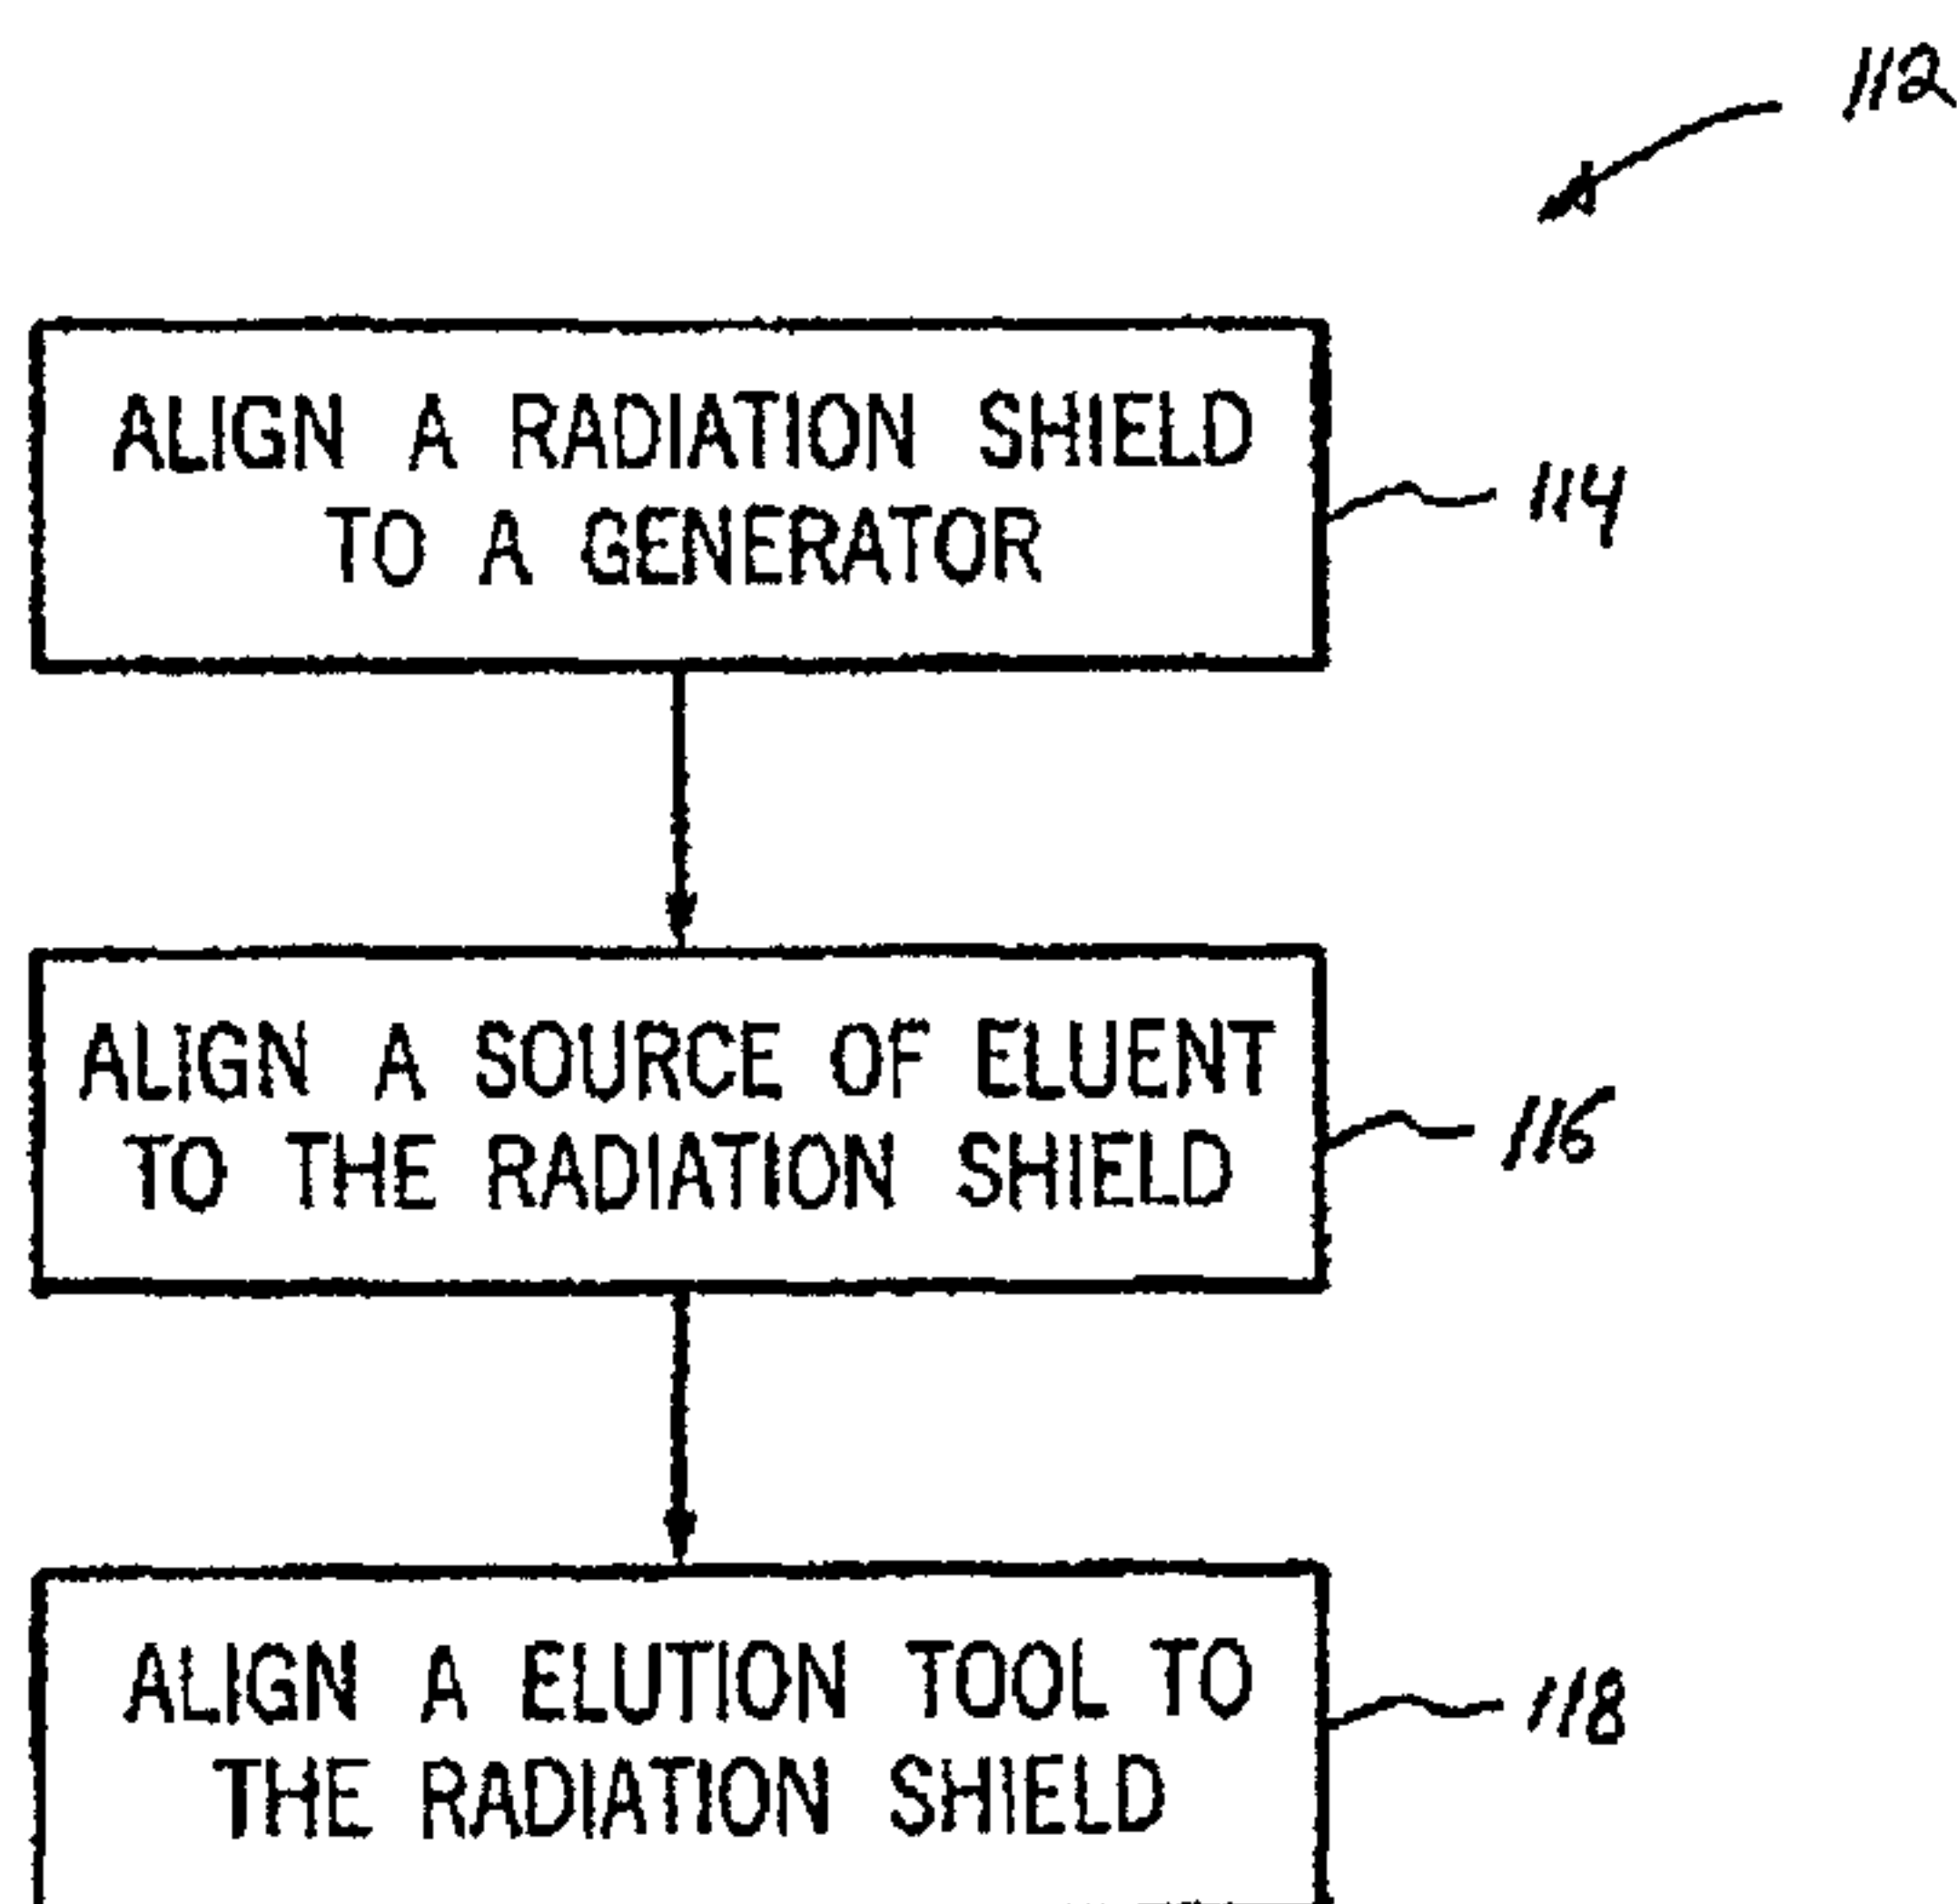 112
ALIGN A RADIATION SHIELD
TO A GENERATOR
114
ALIGN A SOURCE OF ELUENT
TO THE RADIATION SHIELD
116
ALIGN A ELUTION TOOL TO
THE RADIATION SHIELD
118